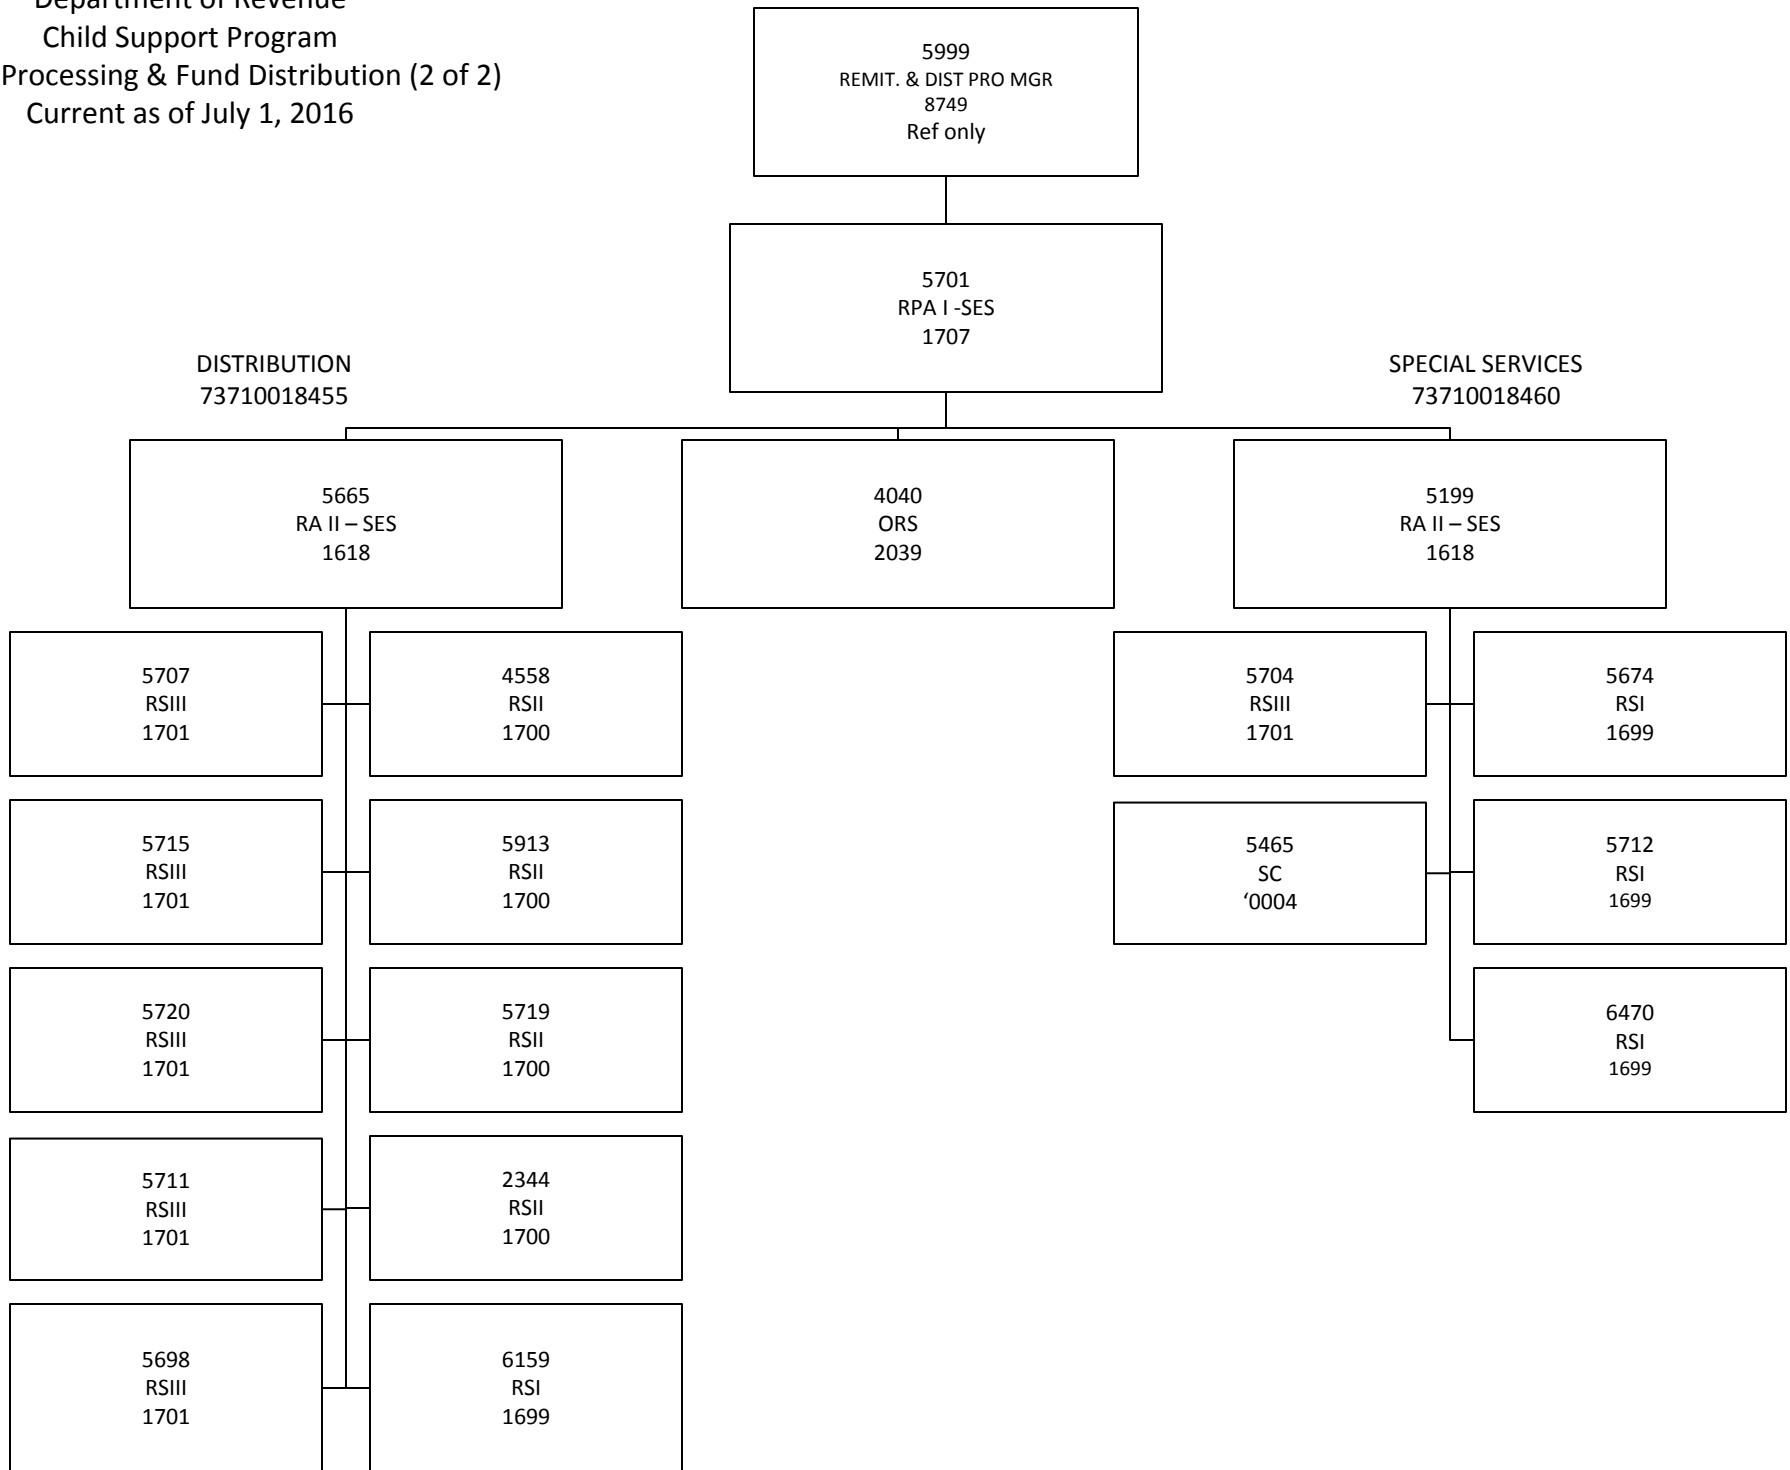 Department of Revenue
Child Support Program
Processing & Fund Distribution (2 of 2)
Current as of July 1, 2016
5999
REMIT. & DIST PRO MGR
8749
Ref only
5701
RPA I -SES
1707
DISTRIBUTION
73710018455
SPECIAL SERVICES
73710018460
5665
RA II – SES
1618
4040
ORS
2039
5199
RA II – SES
1618
5707
RSIII
1701
4558
RSII
1700
5704
RSIII
1701
5674
RSI
1699
5715
RSIII
1701
5913
RSII
1700
5465
SC
‘0004
5712
RSI
1699
5720
RSIII
1701
5719
RSII
1700
6470
RSI
1699
5711
RSIII
1701
2344
RSII
1700
5698
RSIII
1701
6159
RSI
1699